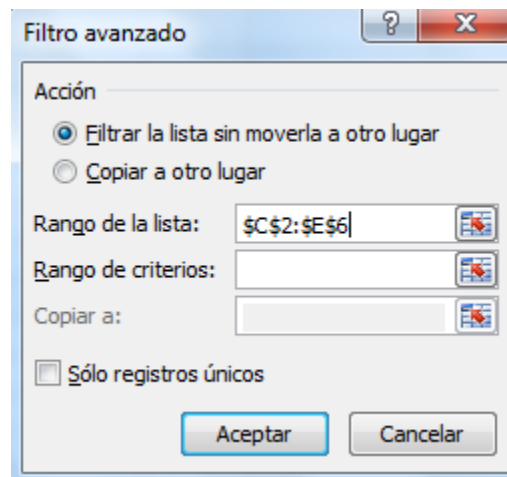 Filtro avanzado
Acción
Filtrar la lista sin moverla a otro lugar
Copiar a otro lugar
Rango de la lista: $C$2:$E$6
Rango de criterios:
Copiar a:
Sólo registros únicos
Aceptar Cancelar